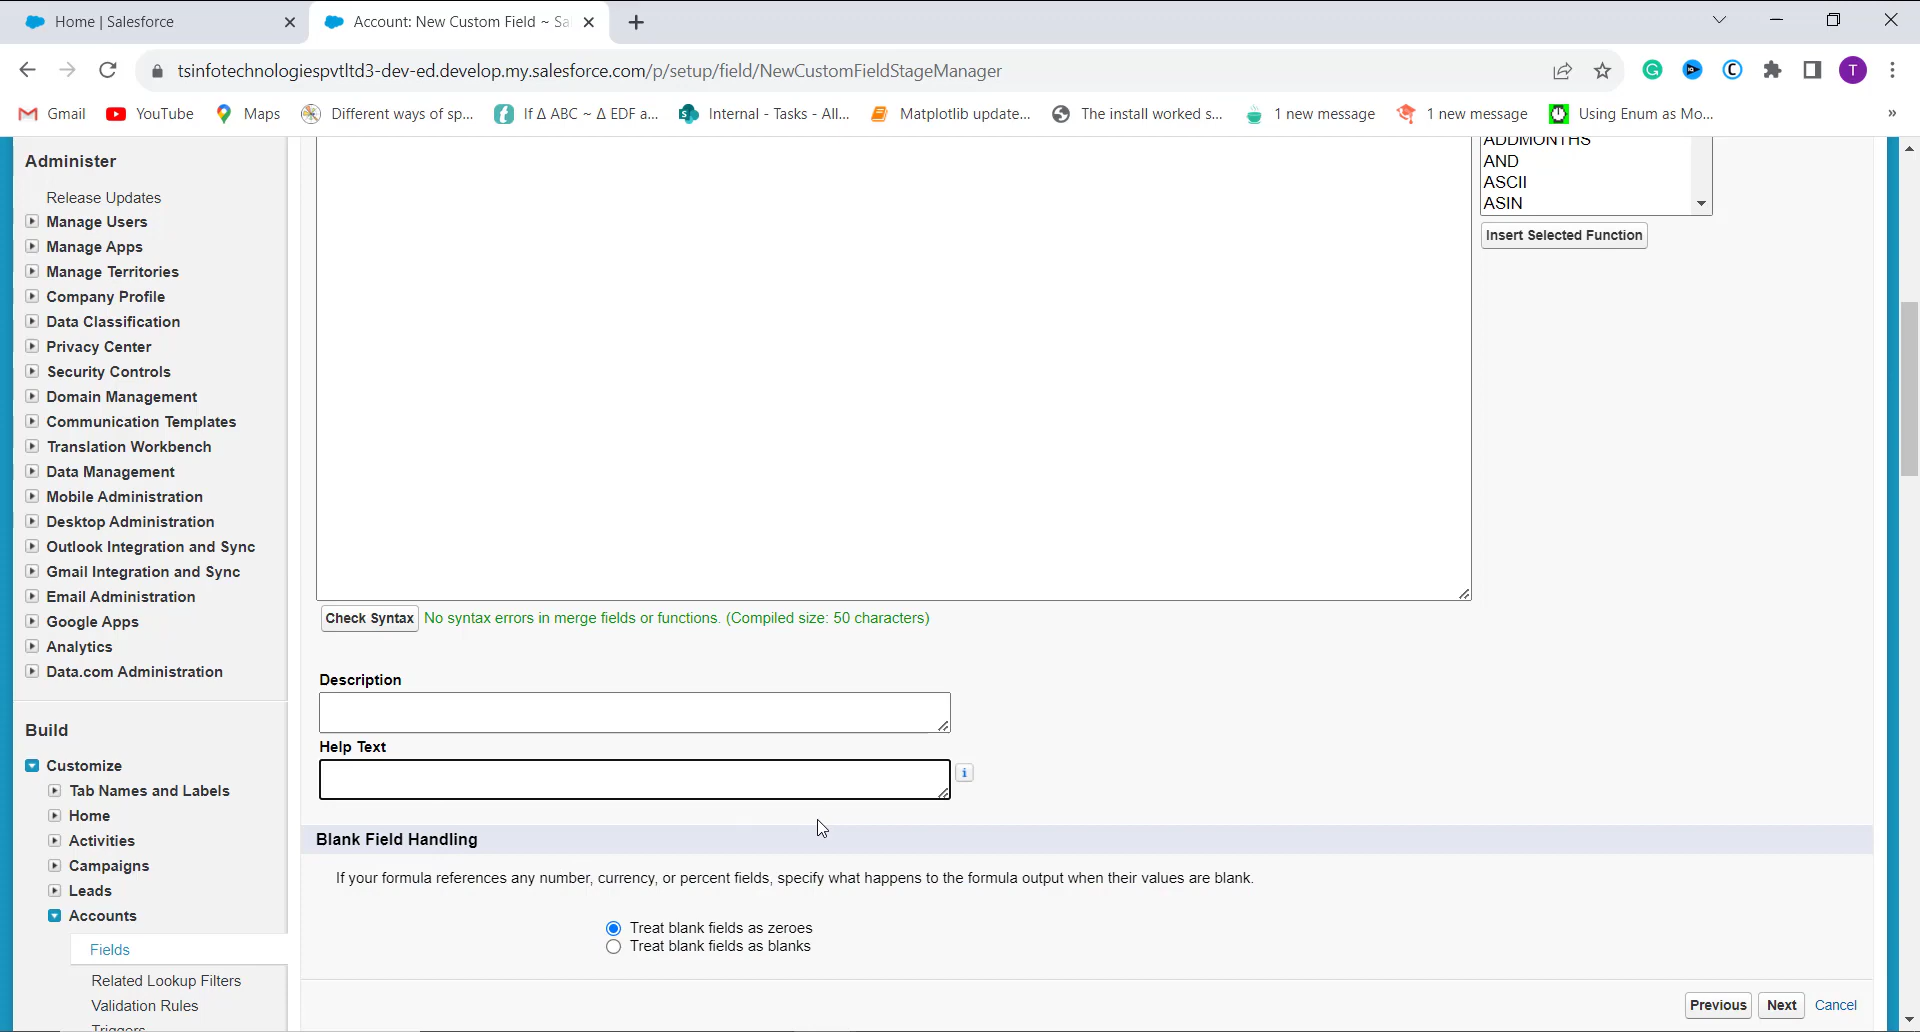 Home | Salesforce
Account: New Custom Field ~ Sa
tsinfotechnologiespvtltd3-dev-ed.develop.my.salesforce.com/p/setup/field/NewCustomFieldStageManager
T
Gmail
YouTube
Maps
Different ways of sp...
If Δ ABC ~ Δ EDF a...
Internal - Tasks - All...
Matplotlib update...
The install worked s...
1 new message
1 new message
Using Enum as Mo...
»
Administer
Release Updates
Manage Users
Manage Apps
Manage Territories
Company Profile
Data Classification
Privacy Center
Security Controls
Domain Management
Communication Templates
Translation Workbench
Data Management
Mobile Administration
Desktop Administration
Outlook Integration and Sync
Gmail Integration and Sync
Email Administration
Google Apps
Analytics
Data.com Administration
Build
Customize
Tab Names and Labels
Home
Activities
Campaigns
Leads
Accounts
Fields
Related Lookup Filters
Validation Rules
Triggers
ADDMONTHS
AND
ASCII
ASIN
Insert Selected Function
Check Syntax No syntax errors in merge fields or functions. (Compiled size: 50 characters)
Description
Help Text
i
Blank Field Handling
If your formula references any number, currency, or percent fields, specify what happens to the formula output when their values are blank.
Treat blank fields as zeroes
Treat blank fields as blanks
Previous Next Cancel